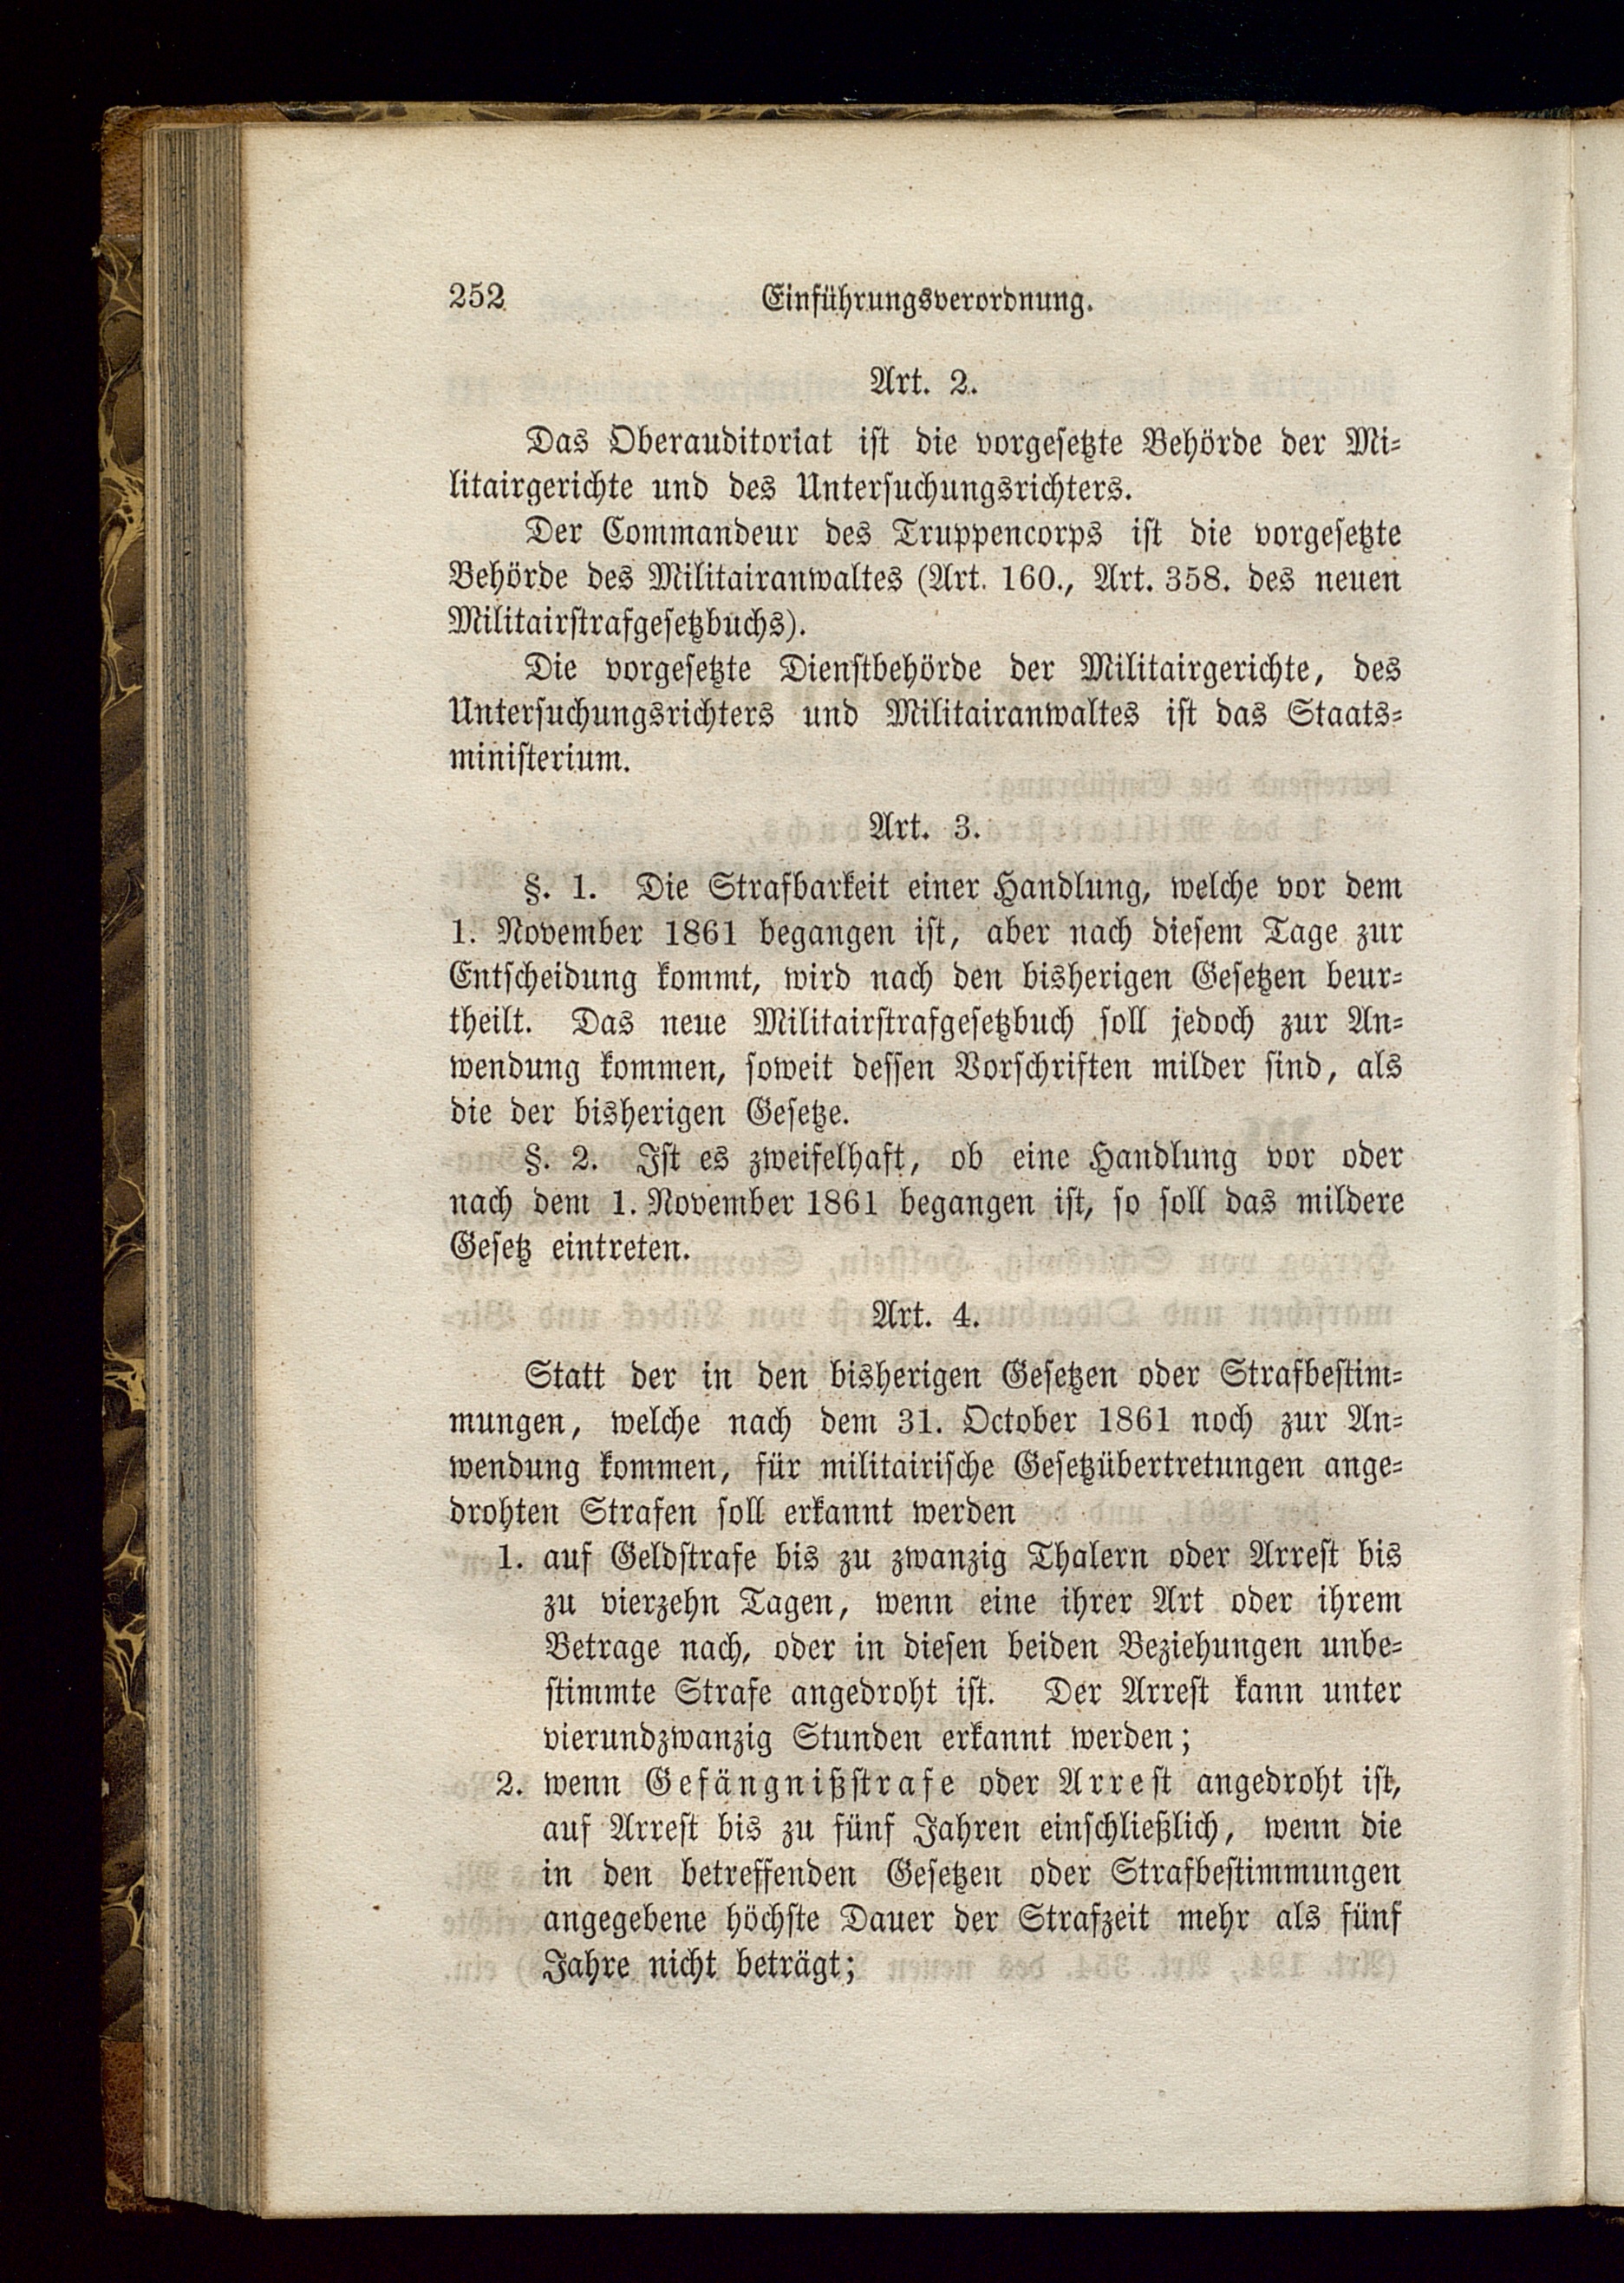 252 Einführungsverordnung.
Art. 2.
Das Oberauditoriat ist die vorgesetzte Behörde der Mi-
litairgerichte und des Untersuchungsrichters.
Der Commandeur des Truppencorps ist die vorgesetzte
Behörde des Militairanwaltes (Art. 160., Art. 358. des neuen
Militairstrafgesetzbuchs).
Die vorgesetzte Dienstbehörde der Militairgerichte, des
Untersuchungsrichters und Militairanwaltes ist das Staats-
ministerium.
Art. 3.
§. 1. Die Strafbarkeit einer Handlung, welche vor dem
1. November 1861 begangen ist, aber nach diesem Tage zur
Entscheidung kommt, wird nach den bisherigen Gesetzen beur-
theilt. Das neue Militairstrafgesetzbuch soll jedoch zur An-
wendung kommen, soweit dessen Vorschriften milder sind, als
die der bisherigen Gesetze.
§. 2. Ist es zweifelhaft, ob eine Handlung vor oder
nach dem 1. November 1861 begangen ist, so soll das mildere
Gesetz eintreten.
Art. 4.
Statt der in den bisherigen Gesetzen oder Strafbestim-
mungen, welche nach dem 31. October 1861 noch zur An-
wendung kommen, für militairische Gesetzübertretungen ange-
drohten Strafen soll erkannt werden
1. auf Geldstrafe bis zu zwanzig Thalern oder Arrest bis
zu vierzehn Tagen, wenn eine ihrer Art oder ihrem
Betrage nach, oder in diesen beiden Beziehungen unbe-
stimmte Strafe angedroht ist. Der Arrest kann unter
vierundzwanzig Stunden erkannt werden;
2. wenn Gefängnißstrafe oder Arrest angedroht ist,
auf Arrest bis zu fünf Jahren einschließlich, wenn die
in den betreffenden Gesetzen oder Strafbestimmungen
angegebene höchste Dauer der Strafzeit mehr als fünf
Jahre nicht beträgt;